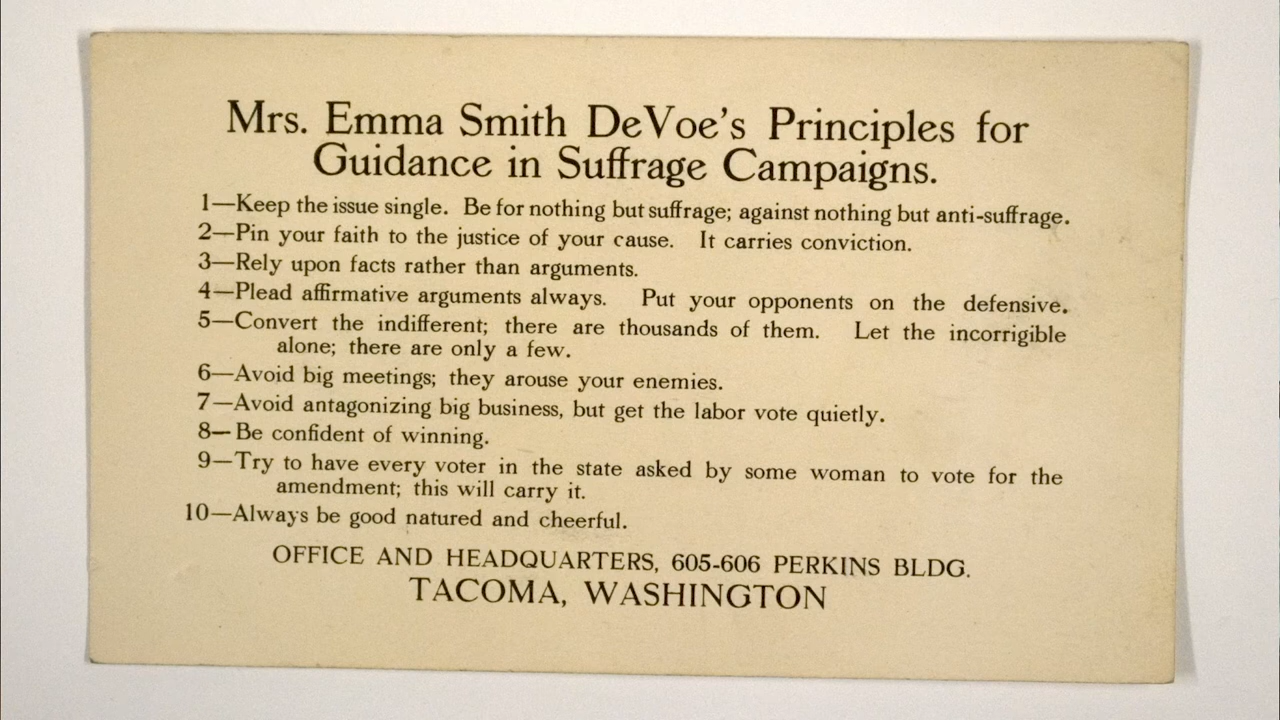 Mrs. Emma Smith DeVoe's Principles for
Guidance in Suffrage Campaigns.
1—Keep the issue single. Be for nothing but suffrage; against nothing but anti-suffrage.
2—Pin your faith to the justice of your cause. It carries conviction.
3—Rely upon facts rather than arguments.
4—Plead affirmative arguments always. Put your opponents on the defensive.
5—Convert the indifferent; there are thousands of them. Let the incorrigible
alone; there are only a few.
6—Avoid big meetings; they arouse your enemies.
7—Avoid antagonizing big business, but get the labor vote quietly.
8—Be confident of winning.
9—Try to have every voter in the state asked by some woman to vote for the
amendment; this will carry it.
10—Always be good natured and cheerful.
OFFICE AND HEADQUARTERS, 605-606 PERKINS BLDG.
TACOMA, WASHINGTON